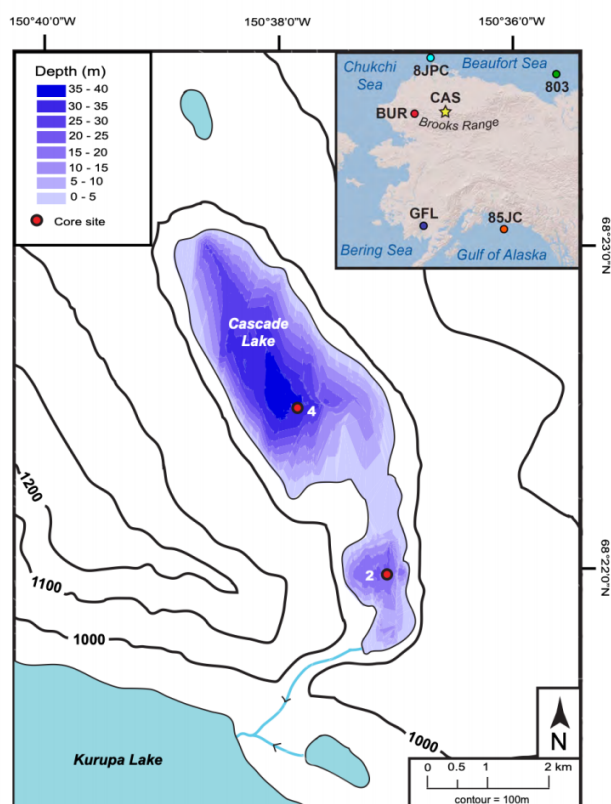 150°40'W
150°38'W
150°36'W
Depth (m)
35 - 40
30 - 35
25 - 30
20 - 25
15 - 20
10 - 15
5 - 10
0 - 5
Core site
Chukchi
Sea
8JPC
Beaufort Sea
803
CAS
BUR
Brooks Range
GFL
85JC
Bering Sea
Gulf of Alaska
68°23'0"N
Cascade
Lake
4
1200
2
68°22'0"N
1100
1000
1000
Kurupa Lake
N
0 0.5 1 2 km
contour = 100m